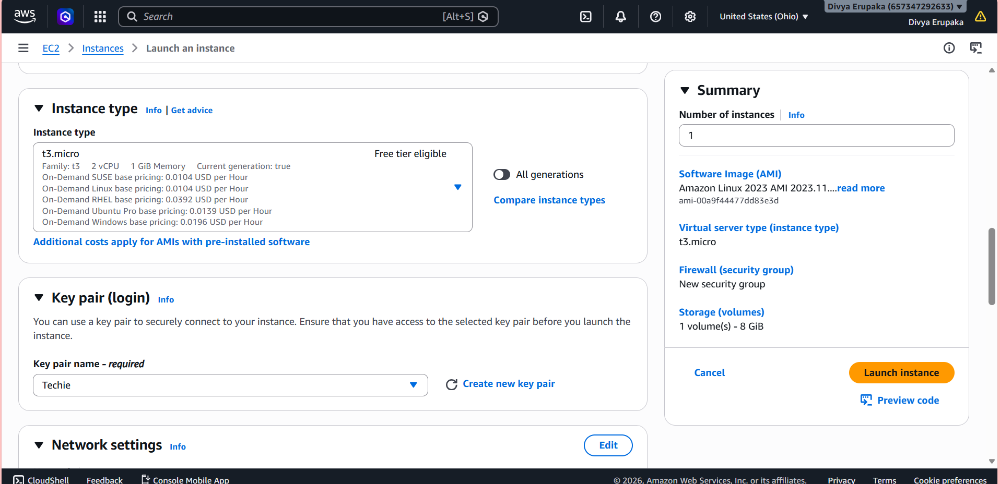 aws
Search
[Alt+S]
United States (Ohio)
Divya Erupaka (657347292633)
Divya Erupaka
EC2
Instances
Launch an instance
Instance type
Info
Get advice
Instance type
t3.micro
Free tier eligible
Family: t3 2 vCPU 1 GiB Memory Current generation: true
On-Demand SUSE base pricing: 0.0104 USD per Hour
On-Demand Linux base pricing: 0.0104 USD per Hour
On-Demand RHEL base pricing: 0.0392 USD per Hour
On-Demand Ubuntu Pro base pricing: 0.0139 USD per Hour
On-Demand Windows base pricing: 0.0196 USD per Hour
All generations
Compare instance types
Additional costs apply for AMIs with pre-installed software
Key pair (login)
Info
You can use a key pair to securely connect to your instance. Ensure that you have access to the selected key pair before you launch the
instance.
Key pair name - required
Techie
Create new key pair
Network settings
Info
Edit
Summary
Number of instances
Info
1
Software Image (AMI)
Amazon Linux 2023 AMI 2023.11....read more
ami-00a9f44477dd83e3d
Virtual server type (instance type)
t3.micro
Firewall (security group)
New security group
Storage (volumes)
1 volume(s) - 8 GiB
Cancel
Launch instance
Preview code
CloudShell
Feedback
Console Mobile App
© 2026, Amazon Web Services, Inc. or its affiliates.
Privacy
Terms
Cookie preferences